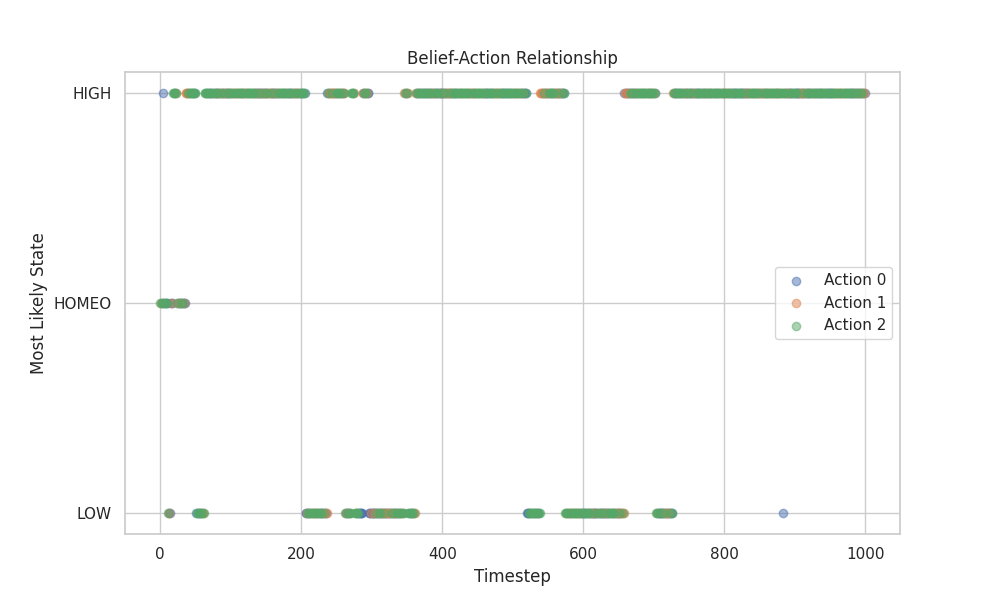 Belief-Action Relationship
HIGH
HOMEO
LOW
Most Likely State
Action 0
Action 1
Action 2
0
200
400
600
800
1000
Timestep